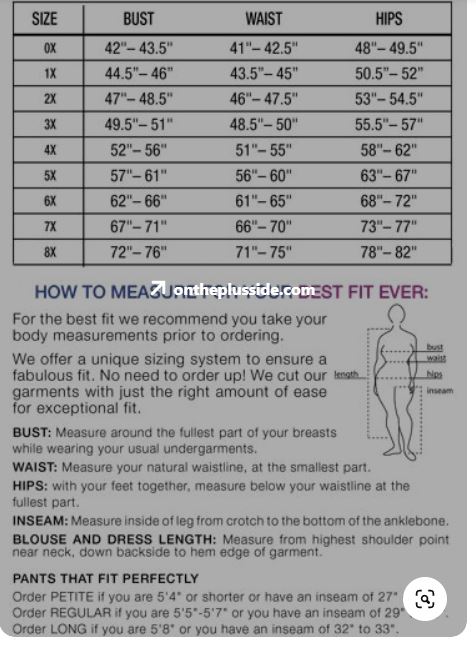 SIZE BUST WAIST HIPS
0X 42"– 43.5" 41"– 42.5" 48"– 49.5"
1X 44.5"– 46" 43.5"– 45" 50.5"– 52"
2X 47"– 48.5" 46"– 47.5" 53"– 54.5"
3X 49.5"– 51" 48.5"– 50" 55.5"– 57"
4X 52"– 56" 51"– 55" 58"– 62"
5X 57"– 61" 56"– 60" 63"– 67"
6X 62"– 66" 61"– 65" 68"– 72"
7X 67"– 71" 66"– 70" 73"– 77"
8X 72"– 76" 71"– 75" 78"– 82"
ontheplusside.com
HOW TO MEASURE YOUR BEST FIT EVER:
For the best fit we recommend you take your
body measurements prior to ordering.
We offer a unique sizing system to ensure a
fabulous fit. No need to order up! We cut our
garments with just the right amount of ease
for exceptional fit.
bust
waist
length hips
inseam
BUST: Measure around the fullest part of your breasts
while wearing your usual undergarments.
WAIST: Measure your natural waistline, at the smallest part.
HIPS: with your feet together, measure below your waistline at the
fullest part.
INSEAM: Measure inside of leg from crotch to the bottom of the anklebone.
BLOUSE AND DRESS LENGTH: Measure from highest shoulder point
near neck, down backside to hem edge of garment.
PANTS THAT FIT PERFECTLY
Order PETITE if you are 5'4" or shorter or have an inseam of 27"
Order REGULAR if you are 5'5"-5'7" or you have an inseam of 29"
Order LONG if you are 5'8" or you have an inseam of 32" to 33".